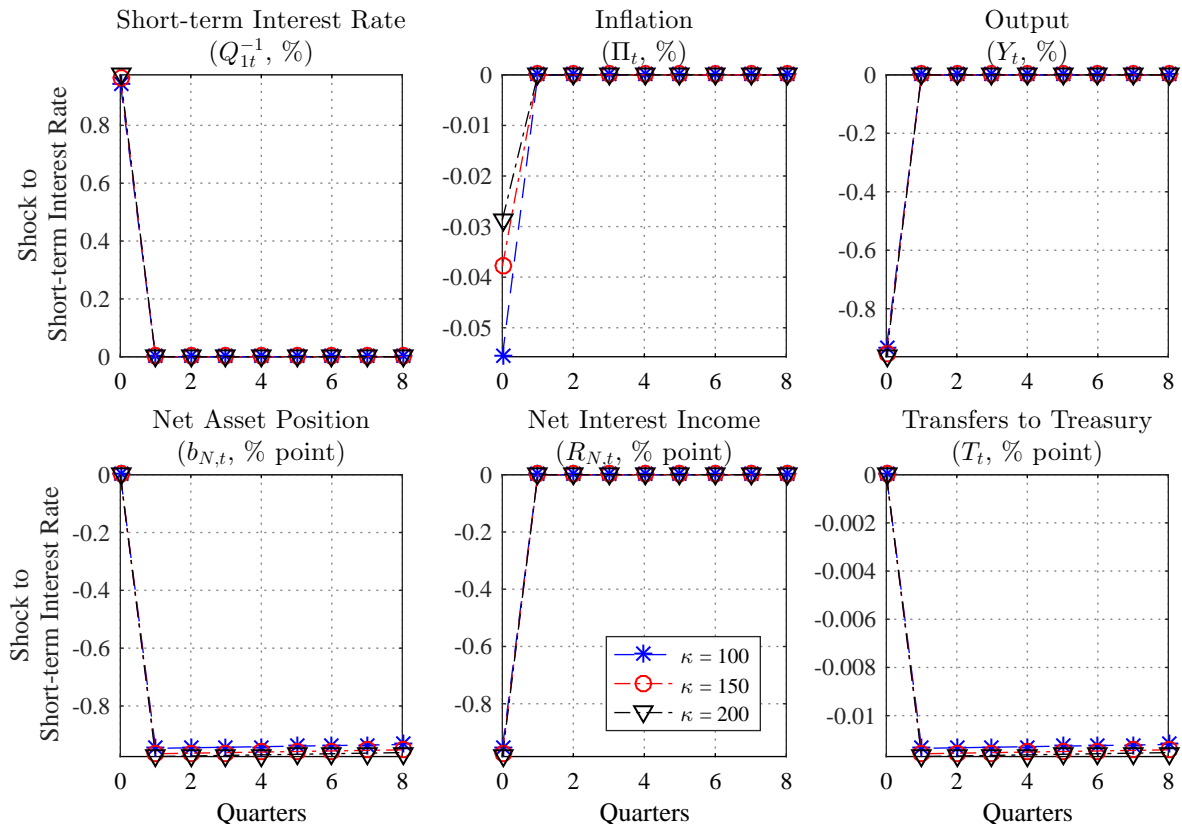 Short-term Interest Rate
(Q_{1t}^{-1}, %)
Inflation
(Π_t, %)
Output
(Y_t, %)
Shock to
Short-term Interest Rate
0.8
0.6
0.4
0.2
0
0 2 4 6 8
0
-0.01
-0.02
-0.03
-0.04
-0.05
0 2 4 6 8
0
-0.2
-0.4
-0.6
-0.8
0 2 4 6 8
Net Asset Position
(b_{N,t}, % point)
Net Interest Income
(R_{N,t}, % point)
Transfers to Treasury
(T_t, % point)
Shock to
Short-term Interest Rate
0
-0.2
-0.4
-0.6
-0.8
0 2 4 6 8
Quarters
0
-0.2
-0.4
-0.6
-0.8
κ = 100
κ = 150
κ = 200
0 2 4 6 8
Quarters
0
-0.002
-0.004
-0.006
-0.008
-0.01
0 2 4 6 8
Quarters